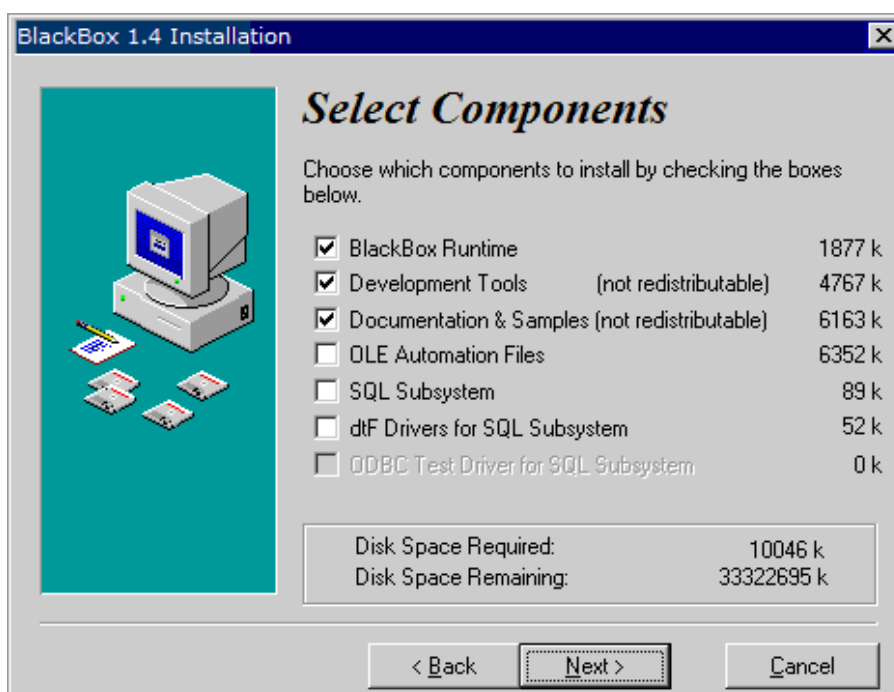 BlackBox 1.4 Installation
Select Components
Choose which components to install by checking the boxes
below.
BlackBox Runtime 1877 k
Development Tools (not redistributable) 4767 k
Documentation & Samples (not redistributable) 6163 k
OLE Automation Files 6352 k
SQL Subsystem 89 k
dtF Drivers for SQL Subsystem 52 k
ODBC Test Driver for SQL Subsystem 0 k
Disk Space Required: 10046 k
Disk Space Remaining: 33322695 k
< Back Next > Cancel